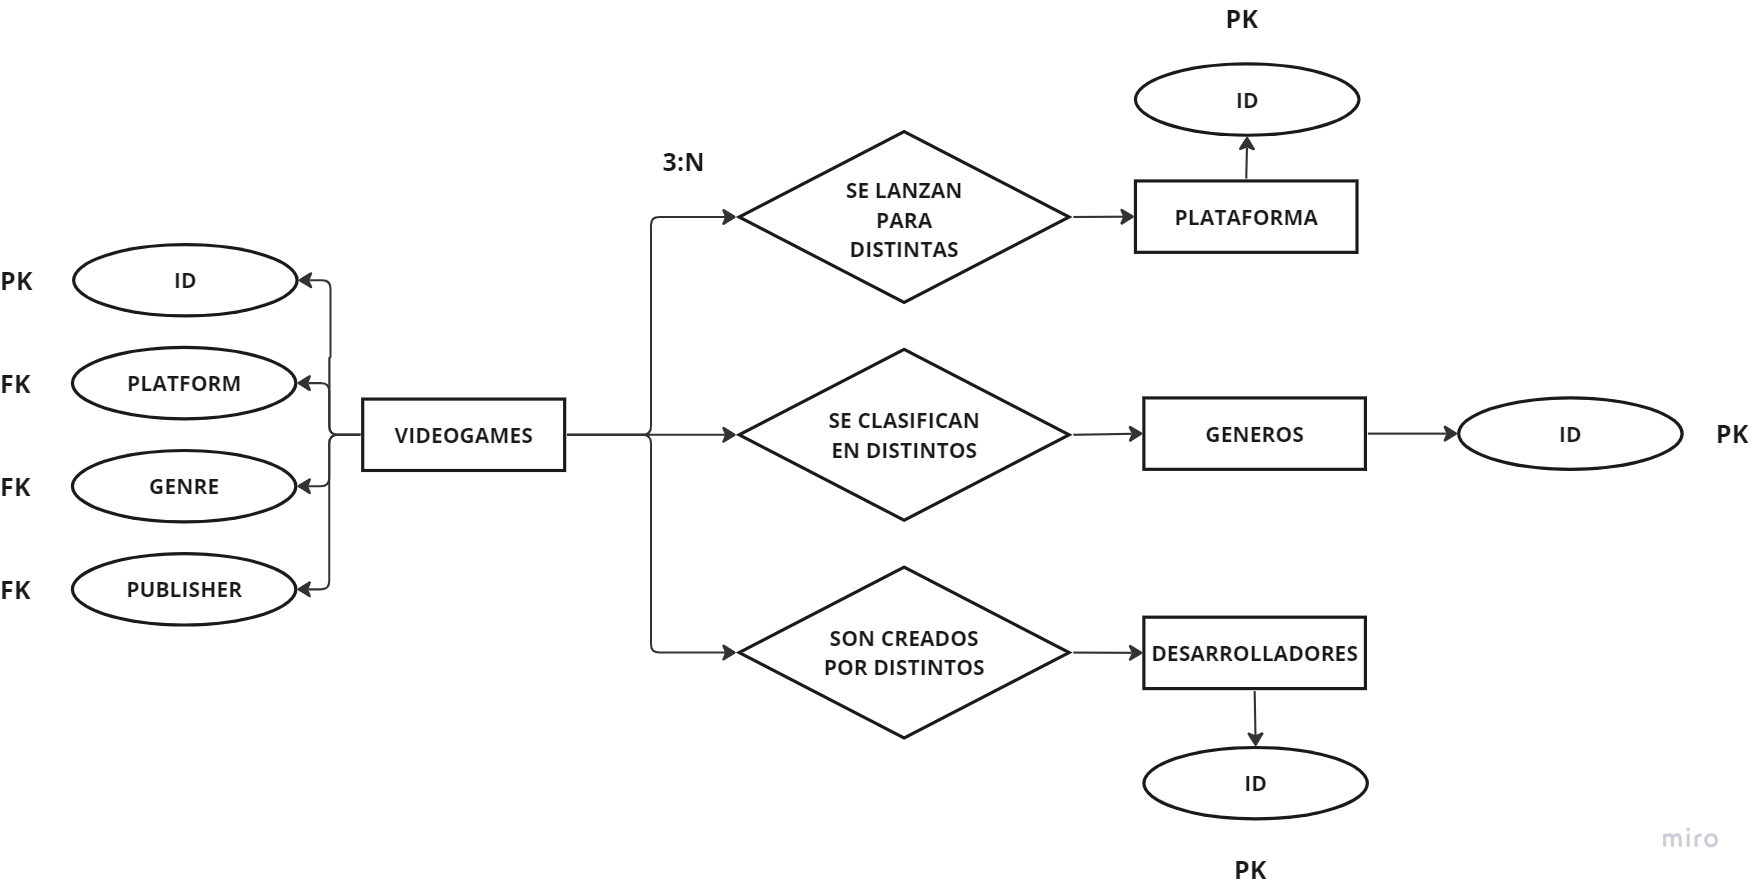 PK
ID
3:N
SE LANZAN
PARA
DISTINTAS
PLATAFORMA
PK
ID
FK
PLATFORM
VIDEOGAMES
SE CLASIFICAN
EN DISTINTOS
GENEROS
ID
PK
FK
GENRE
FK
PUBLISHER
SON CREADOS
POR DISTINTOS
DESARROLLADORES
ID
PK
miro